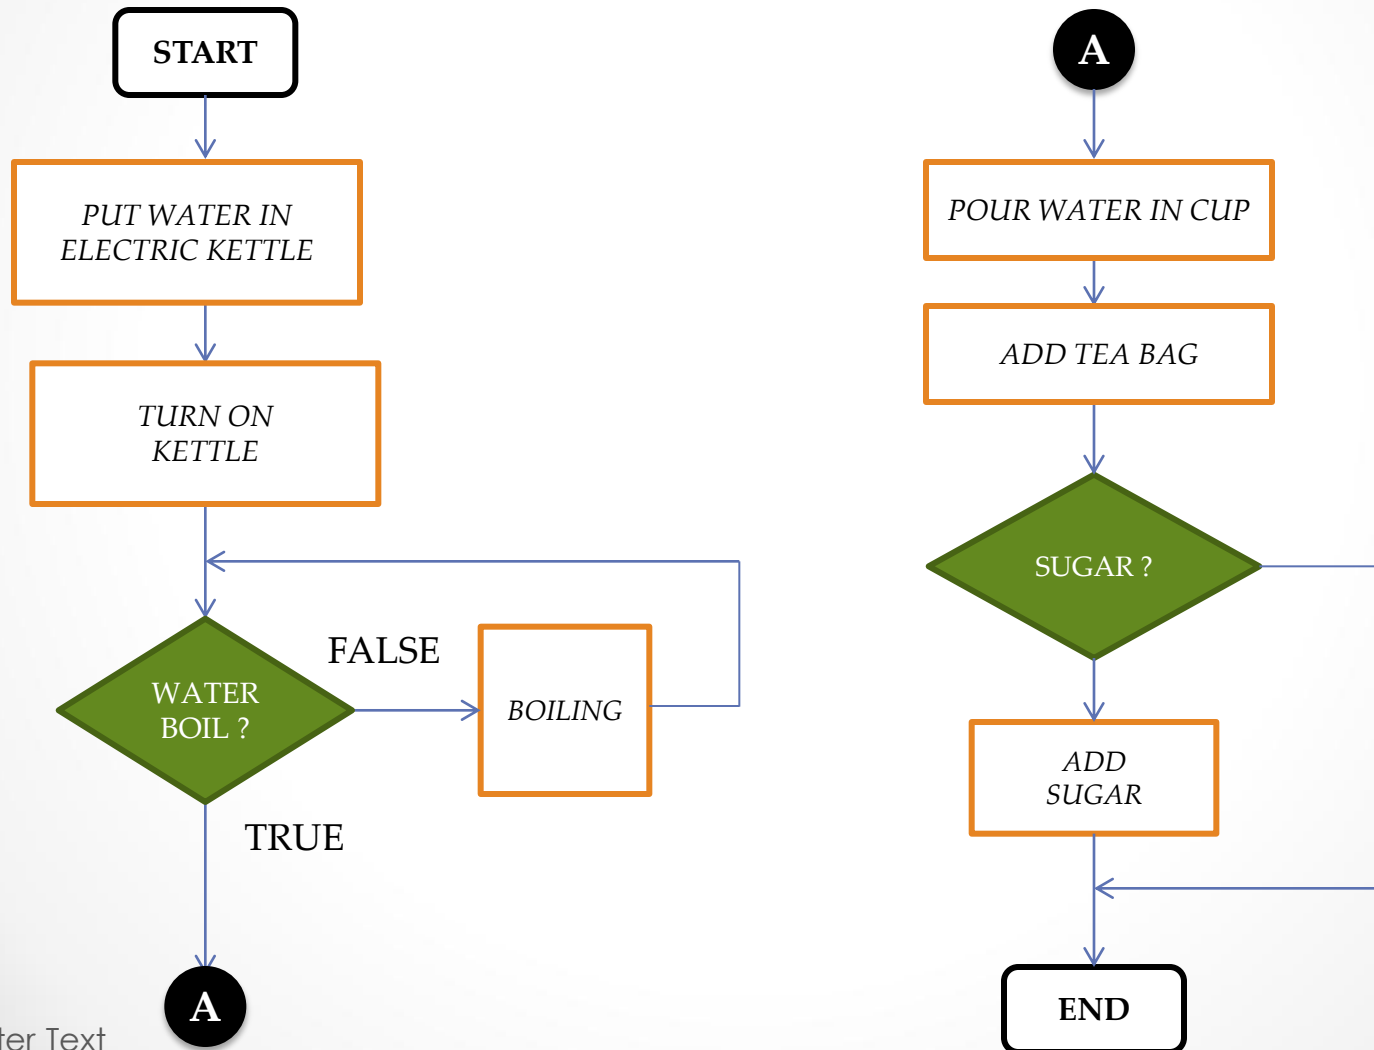 START
PUT WATER IN
ELECTRIC KETTLE
TURN ON
KETTLE
WATER
BOIL ?
FALSE
BOILING
TRUE
A
A
POUR WATER IN CUP
ADD TEA BAG
SUGAR ?
ADD
SUGAR
END
Text